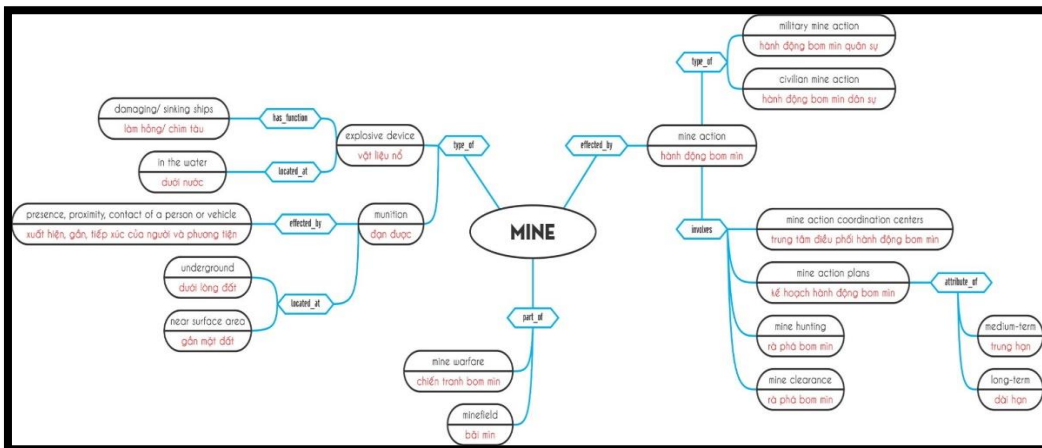 military mine action
hành động bom mìn quân sự
type_of
civilian mine action
hành động bom mìn dân sự
damaging/ sinking ships
làm hỏng/ chìm tàu
has_function
explosive device
vật liệu nổ
type_of
effected_by
mine action
hành động bom mìn
in the water
dưới nước
located_at
presence, proximity, contact of a person or vehicle
xuất hiện, gần, tiếp xúc của người và phương tiện
effected_by
munition
đạn dược
MINE
involves
mine action coordination centers
trung tâm điều phối hành động bom mìn
underground
dưới lòng đất
located_at
near surface area
gần mặt đất
mine action plans
kế hoạch hành động bom mìn
attribute_of
part_of
mine hunting
rà phá bom mìn
medium-term
trung hạn
mine warfare
chiến tranh bom mìn
mine clearance
rà phá bom mìn
long-term
dài hạn
minefield
bãi mìn